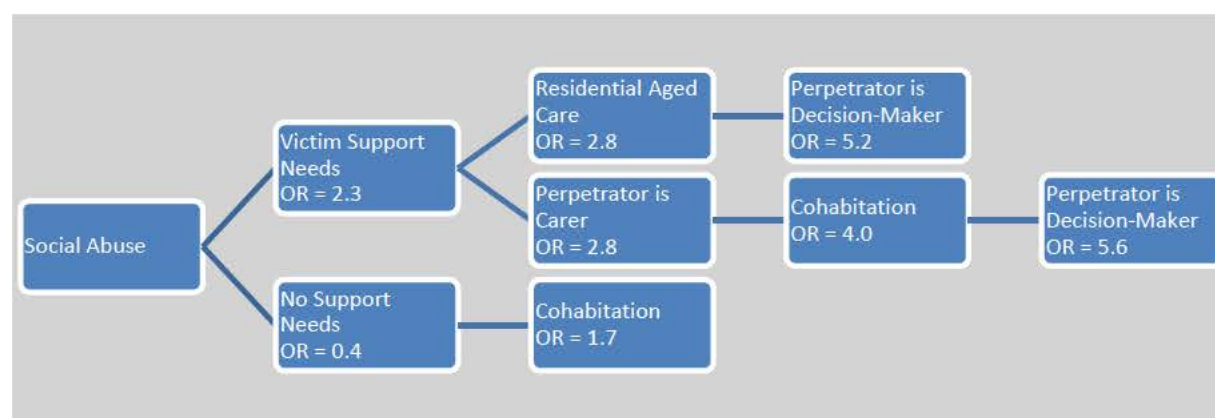 Social Abuse
Victim Support
Needs
OR = 2.3
No Support
Needs
OR = 0.4
Residential Aged
Care
OR = 2.8
Perpetrator is
Carer
OR = 2.8
Cohabitation
OR = 1.7
Perpetrator is
Decision-Maker
OR = 5.2
Cohabitation
OR = 4.0
Perpetrator is
Decision-Maker
OR = 5.6